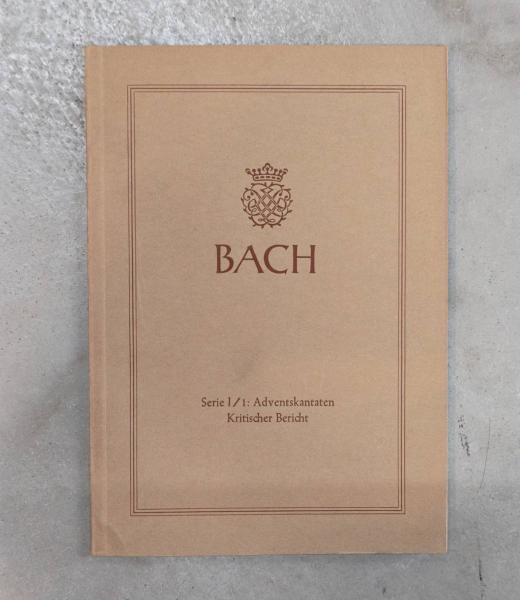 BACH
Serie I/1: Adventskantaten
Kritischer Bericht